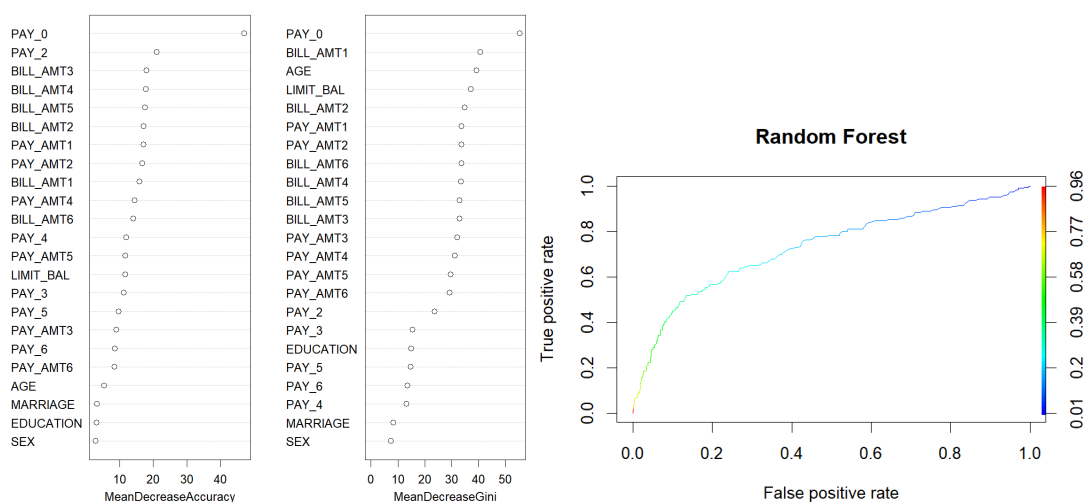 PAY_0
PAY_2
BILL_AMT3
BILL_AMT4
BILL_AMT5
BILL_AMT2
PAY_AMT1
PAY_AMT2
BILL_AMT1
PAY_AMT4
BILL_AMT6
PAY_4
PAY_AMT5
LIMIT_BAL
PAY_3
PAY_5
PAY_AMT3
PAY_6
PAY_AMT6
AGE
MARRIAGE
EDUCATION
SEX
10 20 30 40
MeanDecreaseAccuracy
PAY_0
BILL_AMT1
AGE
LIMIT_BAL
BILL_AMT2
PAY_AMT1
PAY_AMT2
BILL_AMT6
BILL_AMT4
BILL_AMT5
BILL_AMT3
PAY_AMT3
PAY_AMT4
PAY_AMT5
PAY_AMT6
PAY_2
PAY_3
EDUCATION
PAY_5
PAY_6
PAY_4
MARRIAGE
SEX
0 10 20 30 40 50
MeanDecreaseGini
Random Forest
True positive rate
0.0 0.2 0.4 0.6 0.8 1.0
0.0 0.2 0.4 0.6 0.8 1.0
False positive rate
0.01 0.2 0.39 0.58 0.77 0.96